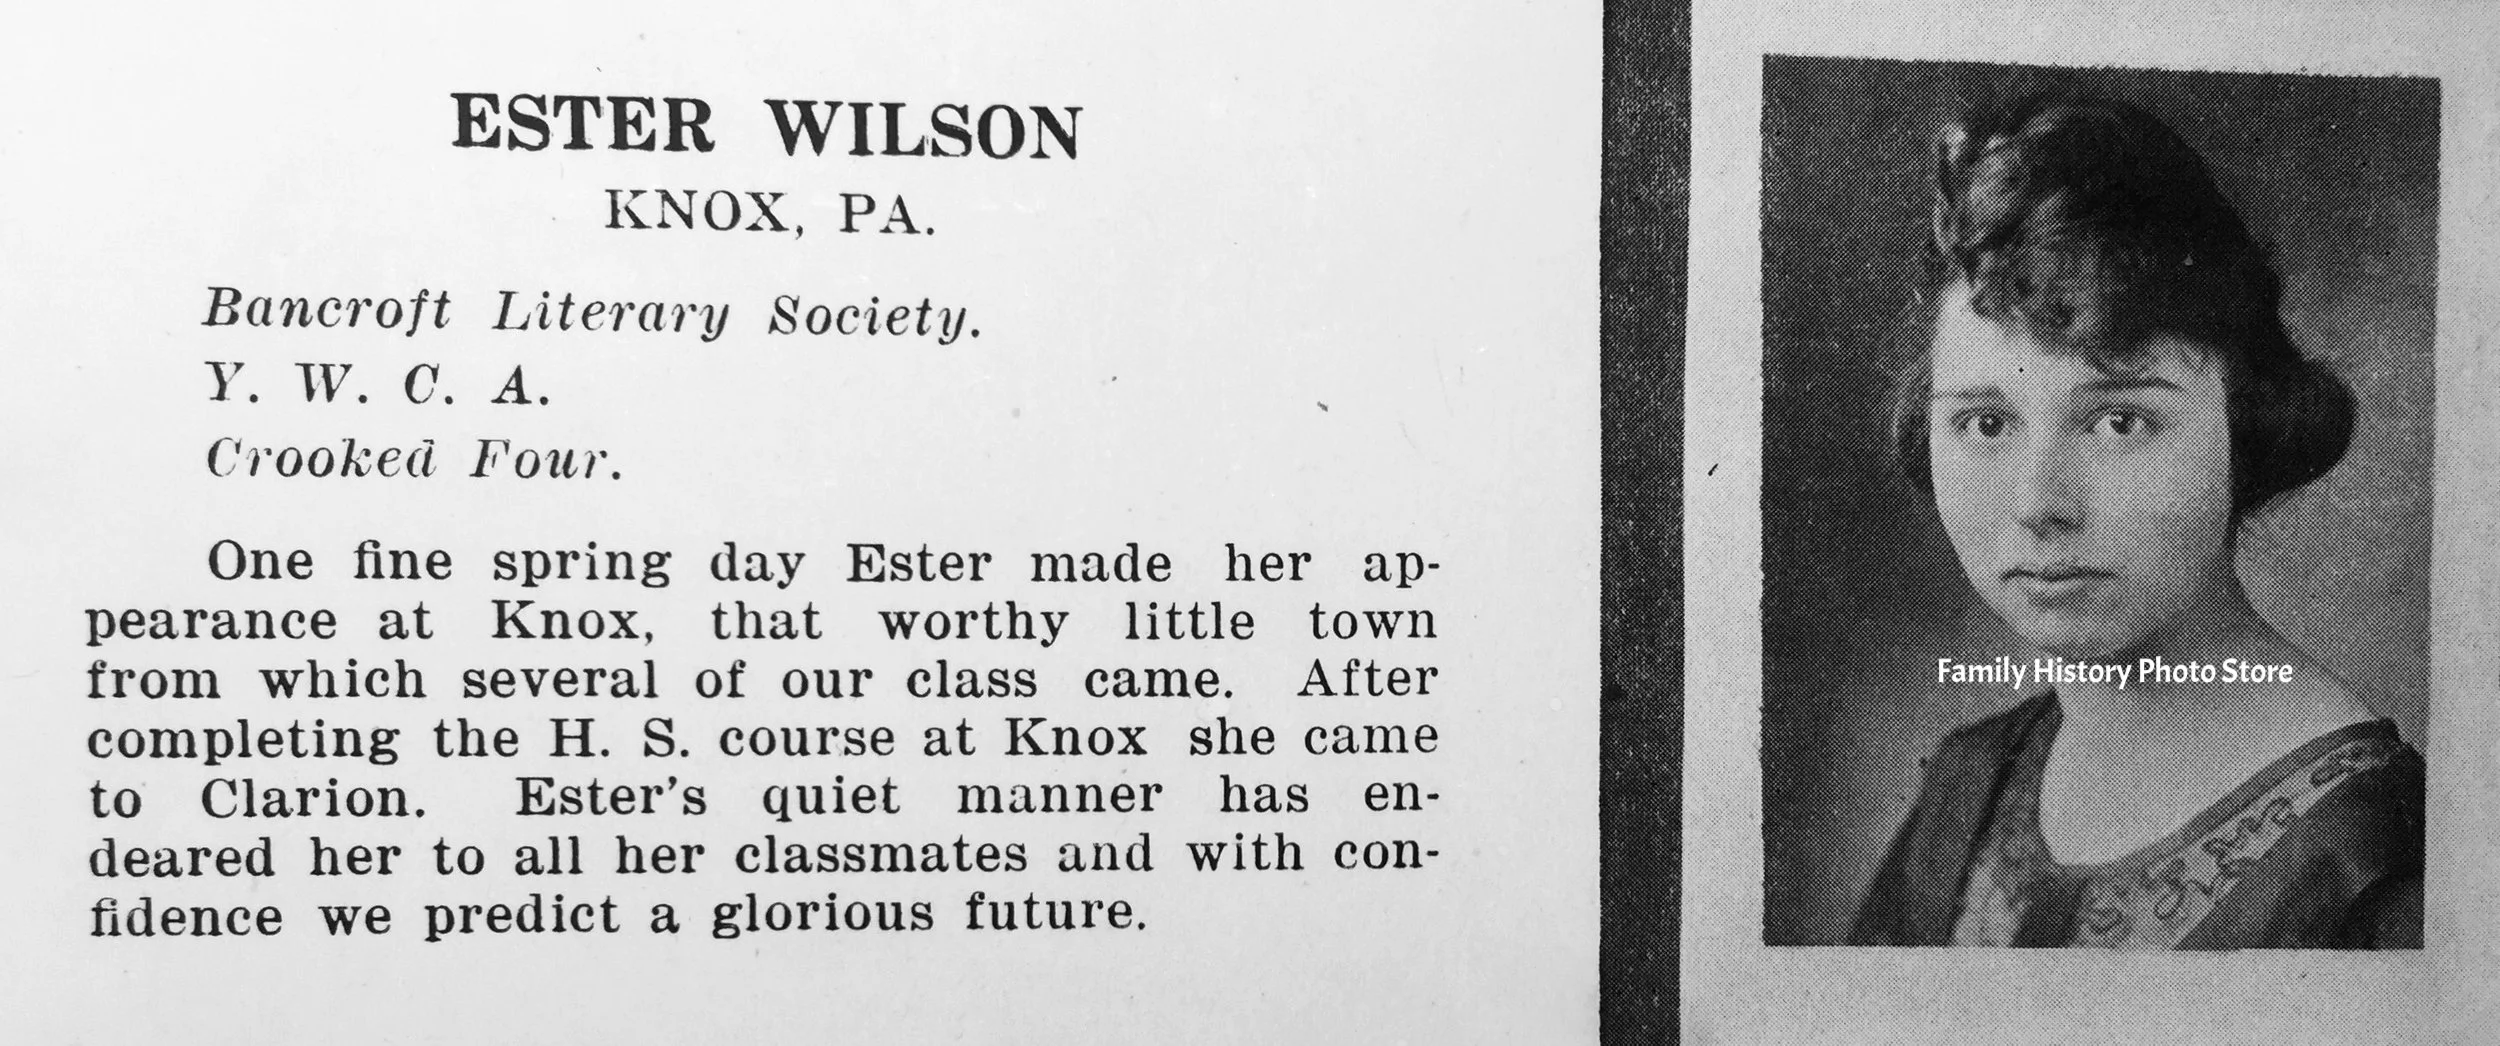 ESTER WILSON
KNOX, PA.
Bancroft Literary Society.
Y. W. C. A.
Crooked Four.
One fine spring day Ester made her ap-
pearance at Knox, that worthy little town
from which several of our class came. After
completing the H. S. course at Knox she came
to Clarion. Ester's quiet manner has en-
deared her to all her classmates and with con-
fidence we predict a glorious future.
Family History Photo Store